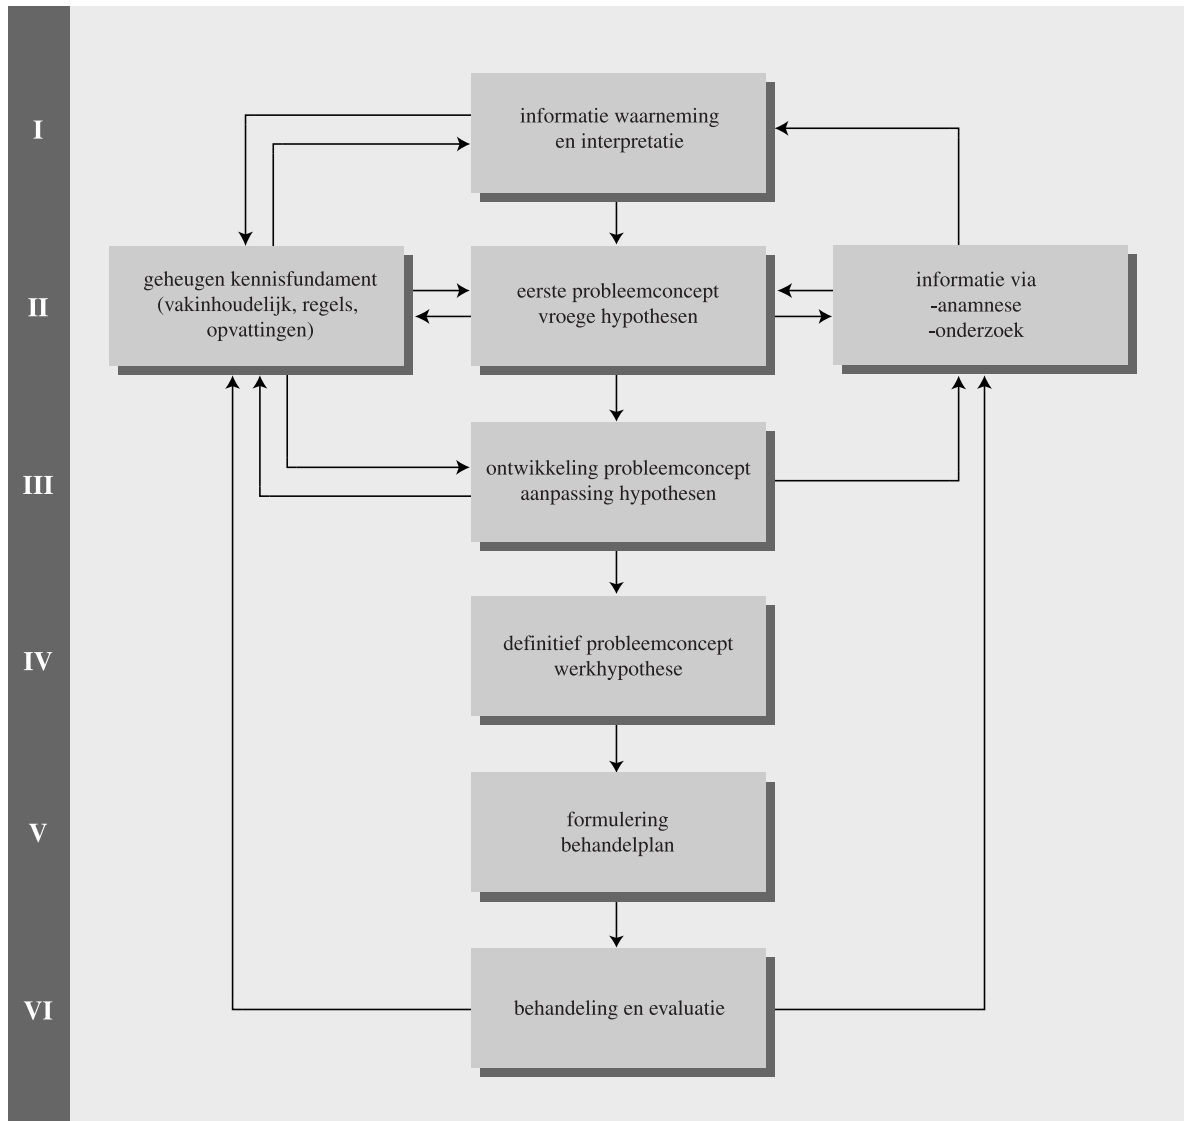 I
informatie waarneming
en interpretatie
II
geheugen kennisfundament
(vakinhoudelijk, regels,
opvattingen)
eerste probleemconcept
vroege hypothesen
informatie via
-anamnese
-onderzoek
III
ontwikkeling probleemconcept
aanpassing hypothesen
IV
definitief probleemconcept
werkhypothese
V
formulering
behandelplan
VI
behandeling en evaluatie